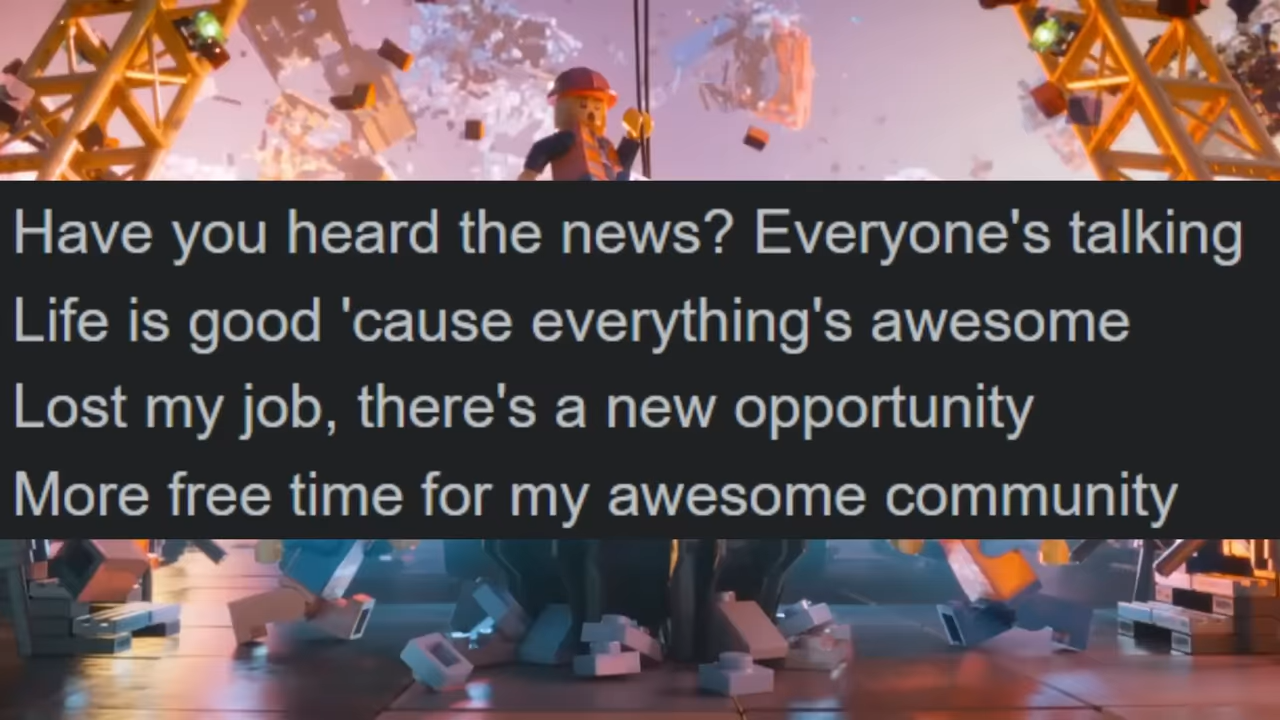 Have you heard the news? Everyone's talking
Life is good 'cause everything's awesome
Lost my job, there's a new opportunity
More free time for my awesome community